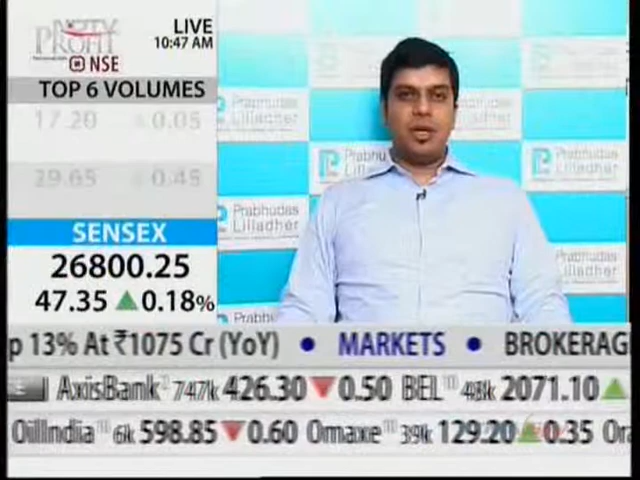 NDTV
PROFIT
NSE
LIVE
10:47 AM
TOP 6 VOLUMES
17.20 0.05
29.65 0.45
SENSEX
26800.25
47.35 ▲ 0.18%
Prabhudas
Lilladher
Prabhu
Lilladher
Prabhudas
Lilladher
Prabhudas
Lilladher
Prabhudas
Lilladher
Prabhudas
p 13% At ₹1075 Cr (YoY) • MARKETS • BROKERAG
AxisBank 747k 426.30 ▼ 0.50 BEL 48k 2071.10 ▲
OilIndia 6k 598.85 ▼ 0.60 Omaxe 39k 129.20 ▲ 0.35 Ora